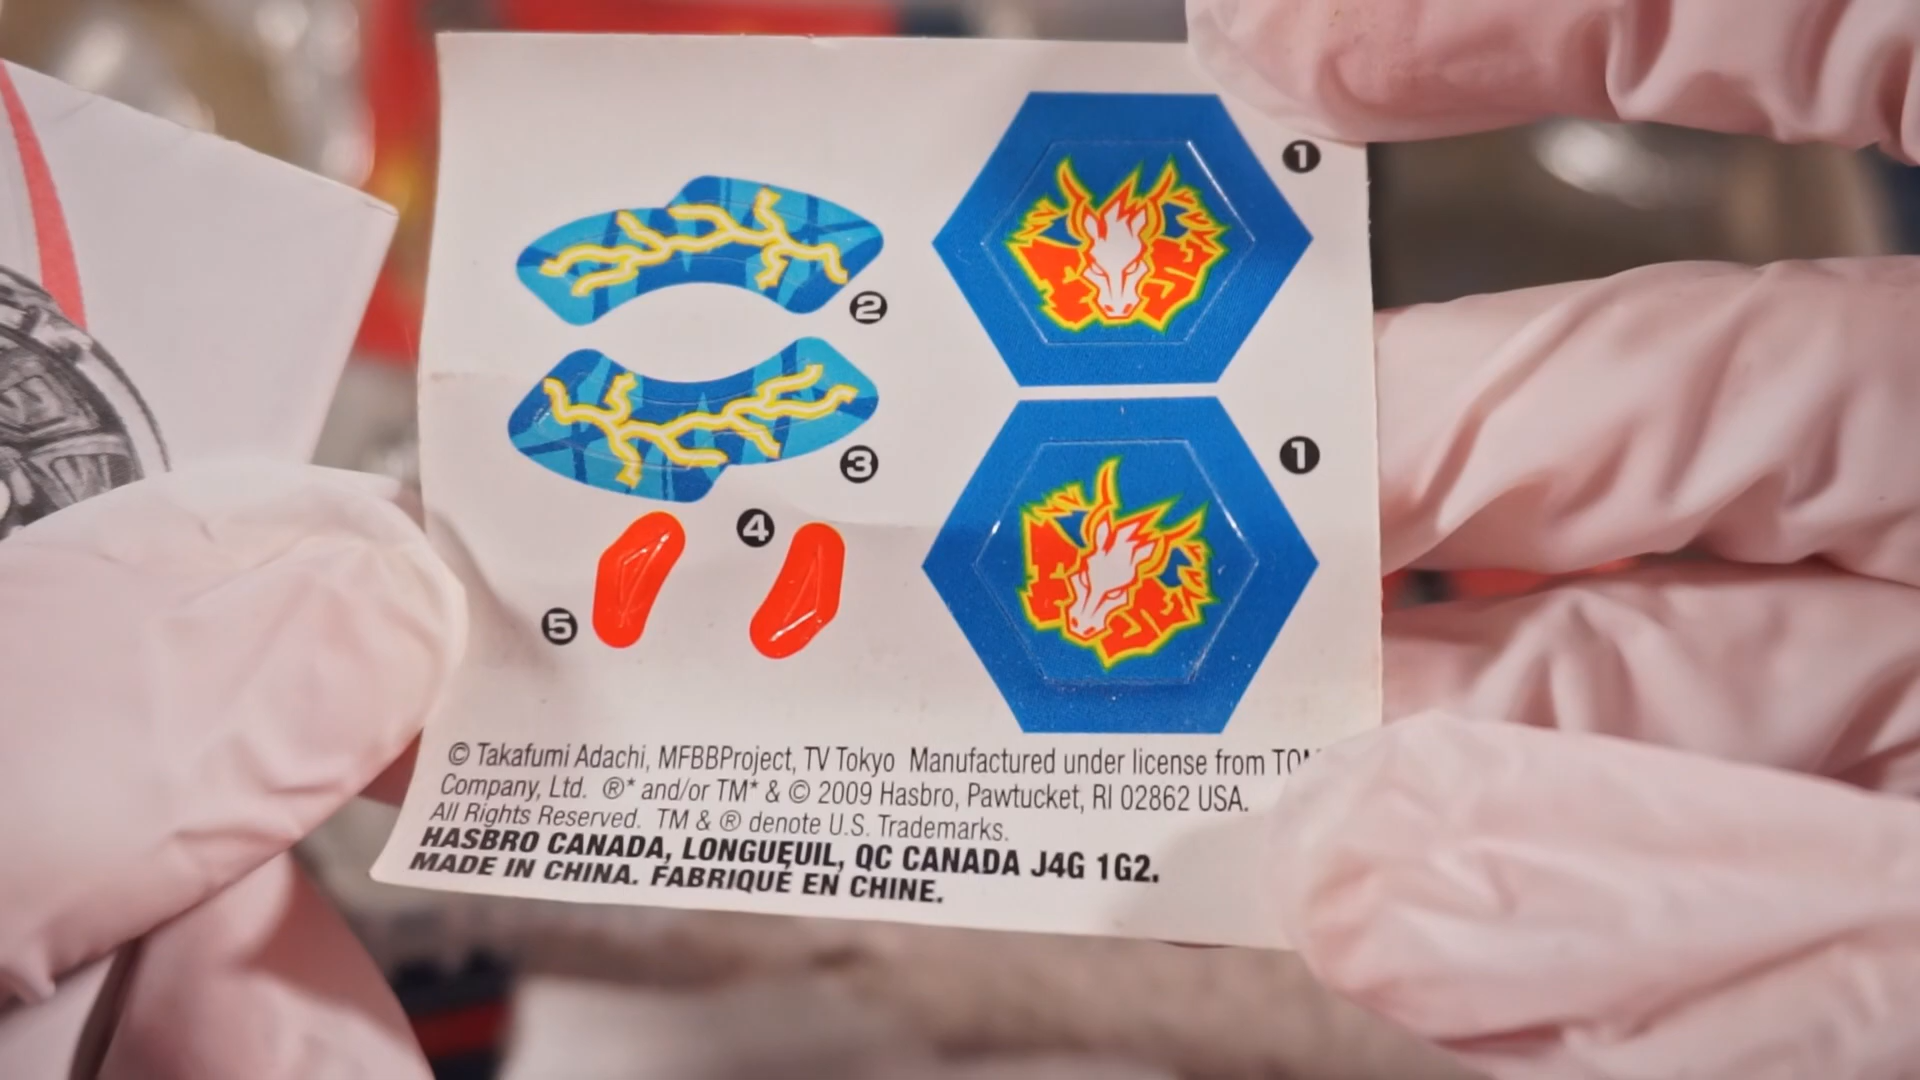 1
2
3
1
4
5
© Takafumi Adachi, MFBBProject, TV Tokyo Manufactured under license from
Company, Ltd. ®* and/or TM* & © 2009 Hasbro, Pawtucket, RI 02862 USA.
All Rights Reserved. TM & ® denote U.S. Trademarks.
HASBRO CANADA, LONGUEUIL, QC CANADA J4G 1G2.
MADE IN CHINA. FABRIQUÉ EN CHINE.